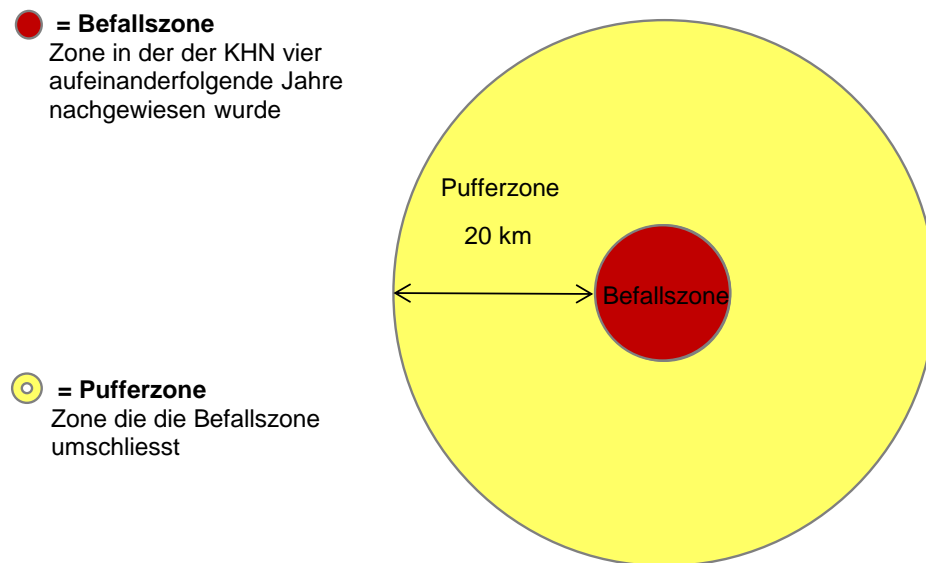 = Befallszone
Zone in der der KHN vier
aufeinanderfolgende Jahre
nachgewiesen wurde
Pufferzone
20 km
Befallszone
= Pufferzone
Zone die die Befallszone
umschliesst